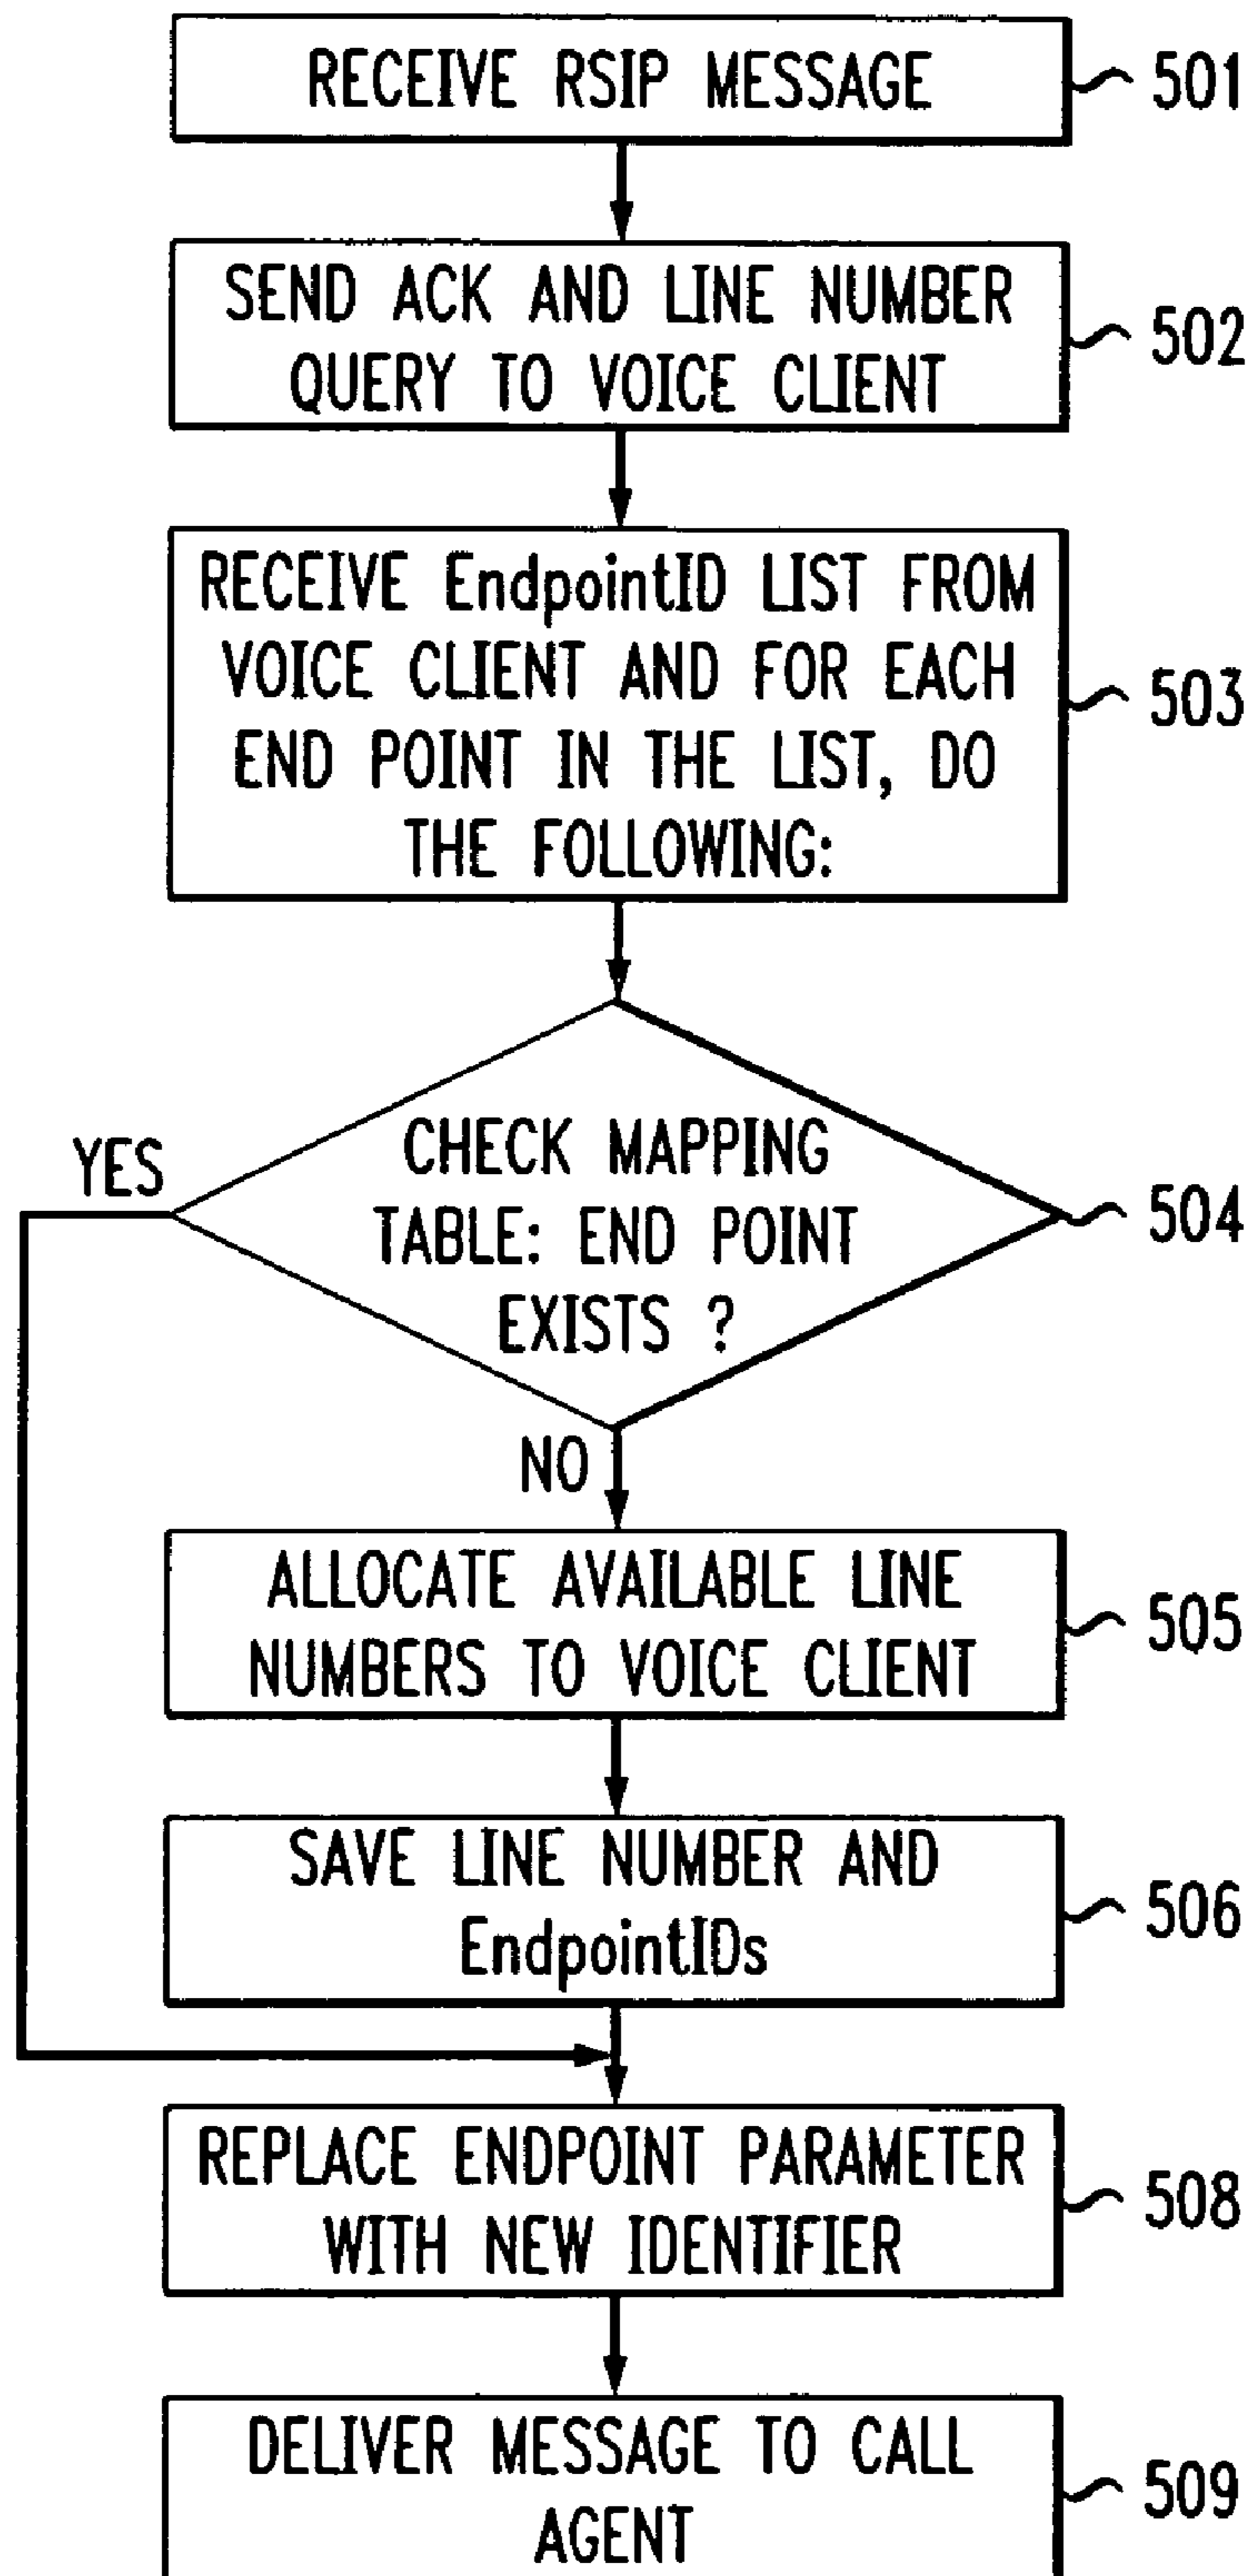 RECEIVE RSIP MESSAGE
501
SEND ACK AND LINE NUMBER
QUERY TO VOICE CLIENT
502
RECEIVE EndpointID LIST FROM
VOICE CLIENT AND FOR EACH
END POINT IN THE LIST, DO
THE FOLLOWING:
503
CHECK MAPPING
TABLE: END POINT
EXISTS ?
504
YES
NO
ALLOCATE AVAILABLE LINE
NUMBERS TO VOICE CLIENT
505
SAVE LINE NUMBER AND
EndpointIDs
506
REPLACE ENDPOINT PARAMETER
WITH NEW IDENTIFIER
508
DELIVER MESSAGE TO CALL
AGENT
509